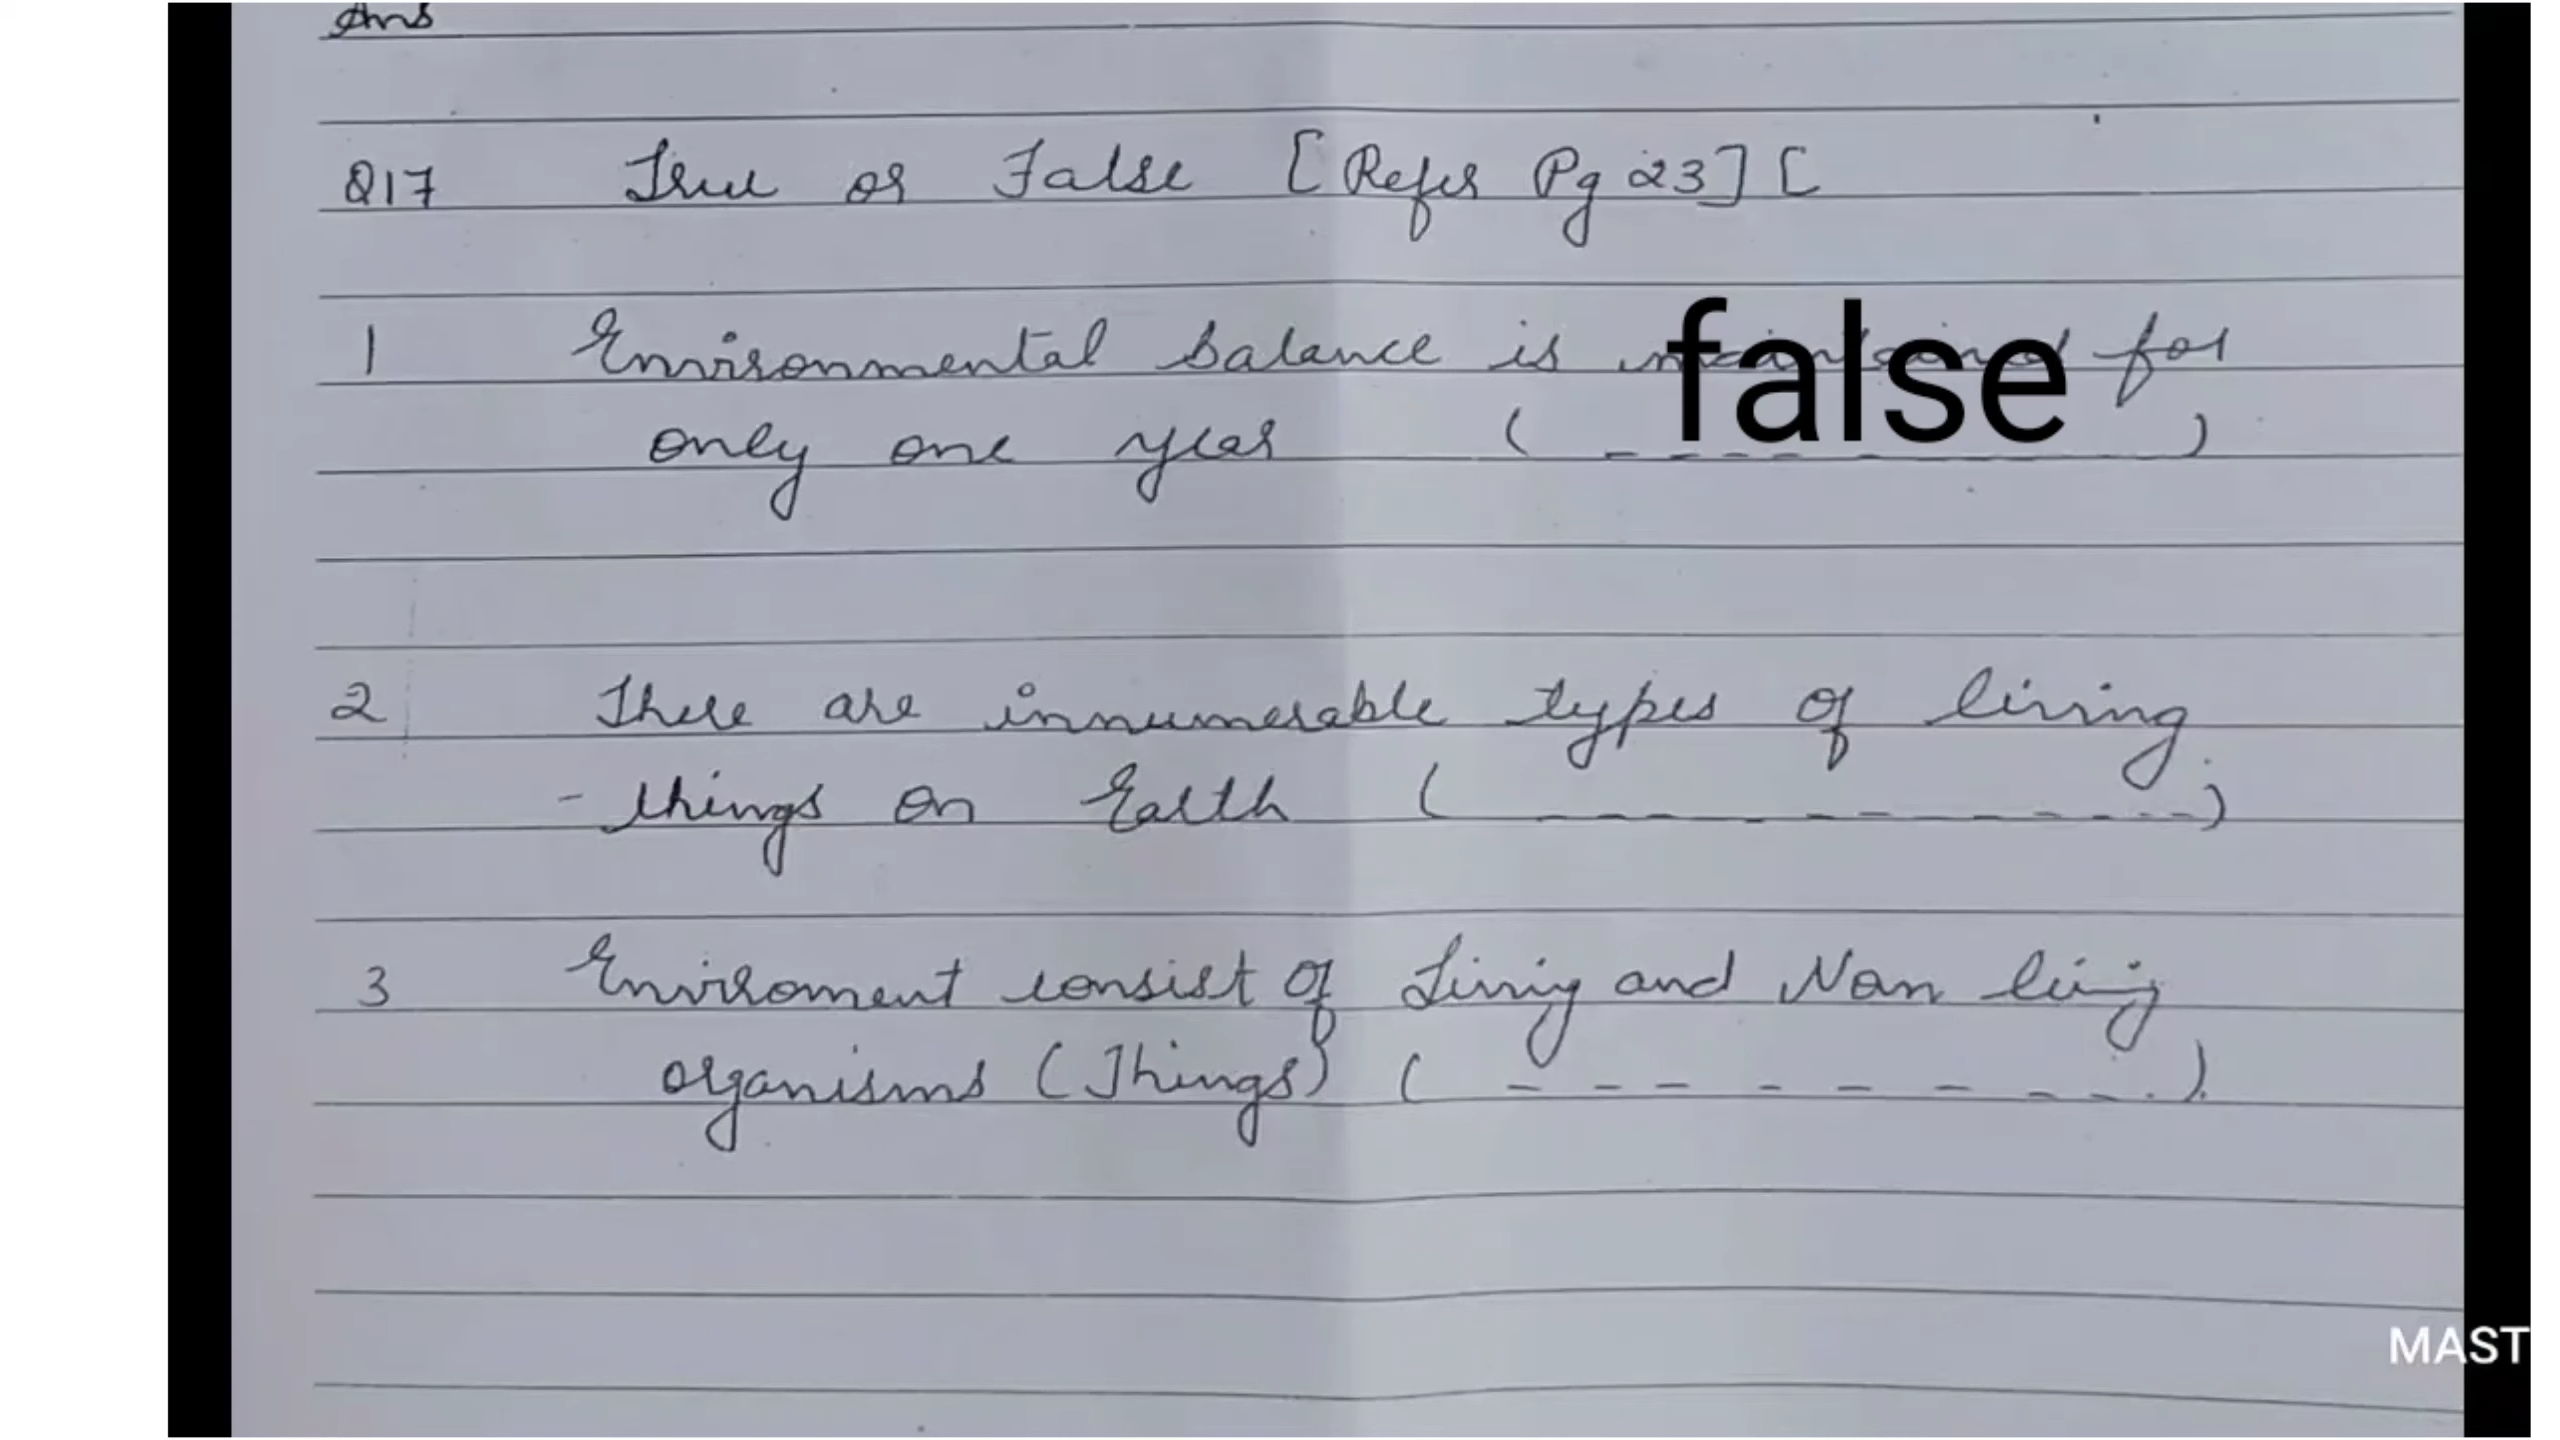 Ans
Q17 True or False [Refer Pg 23] [
1 Environmental balance is maintained for
false
only one year ( - - - - - - - - - )
2 There are innumerable types of living
- things on Earth ( - - - - - - - - - - - )
3 Enviroment consist of Living and Non living
organisms (Things) ( - - - - - - - - - ).
MAST